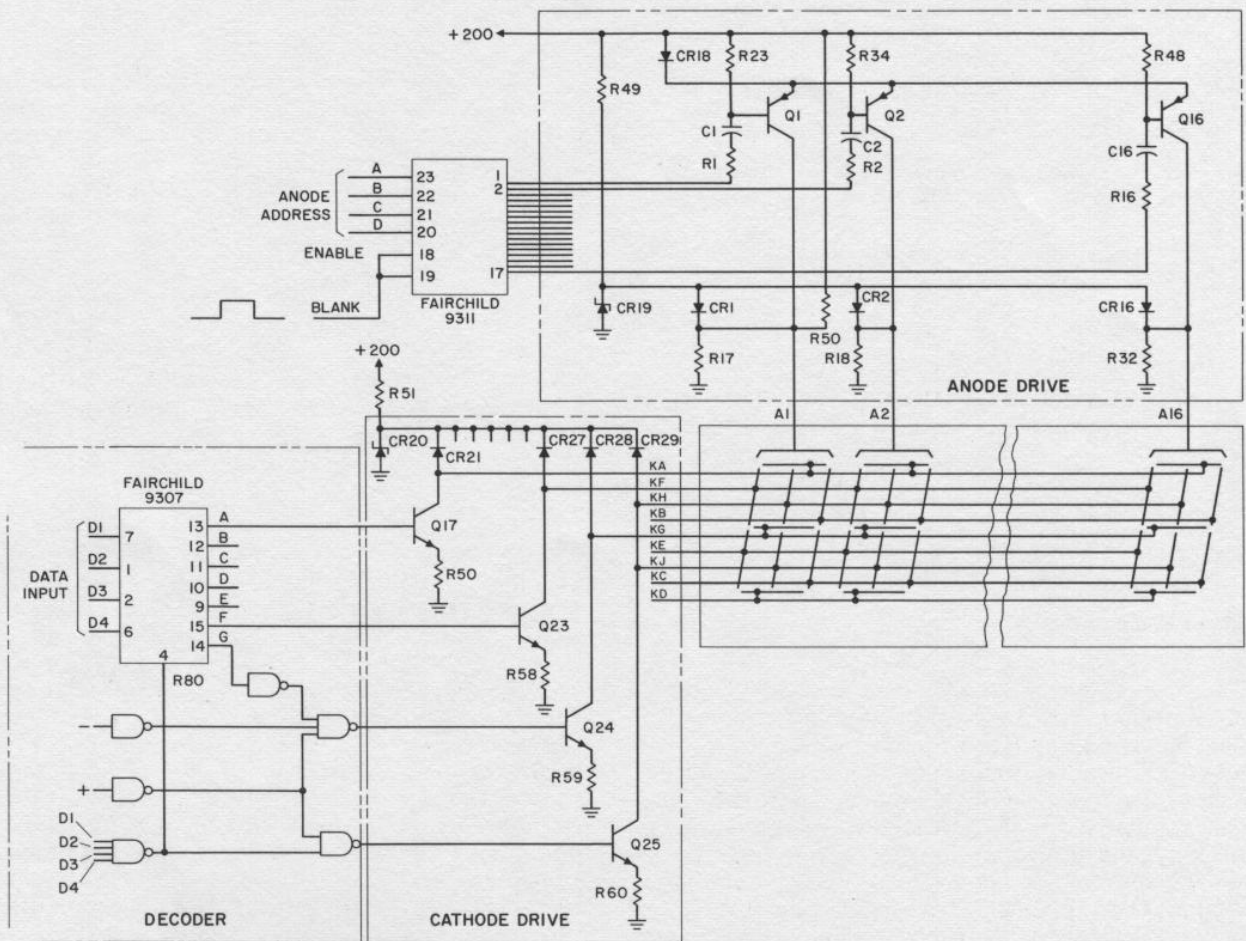 +200
CR18
R23
R34
R48
R49
Q1
Q2
Q16
C1
C2
C16
R1
R2
R16
ANODE ADDRESS
A
B
C
D
23
22
21
20
ENABLE
18
19
1
2
17
BLANK
FAIRCHILD
9311
CR19
CR1
CR2
CR16
R50
R17
R18
R32
ANODE DRIVE
+200
R51
A1
A2
A16
CR20
CR21
CR27
CR28
CR29
KA
KF
KH
KB
KG
KE
KJ
KC
KD
FAIRCHILD
9307
DATA INPUT
D1
D2
D3
D4
7
1
2
6
13
12
11
10
9
15
14
4
A
B
C
D
E
F
G
R80
Q17
R50
Q23
R58
Q24
R59
Q25
R60
−
+
D1
D2
D3
D4
DECODER
CATHODE DRIVE